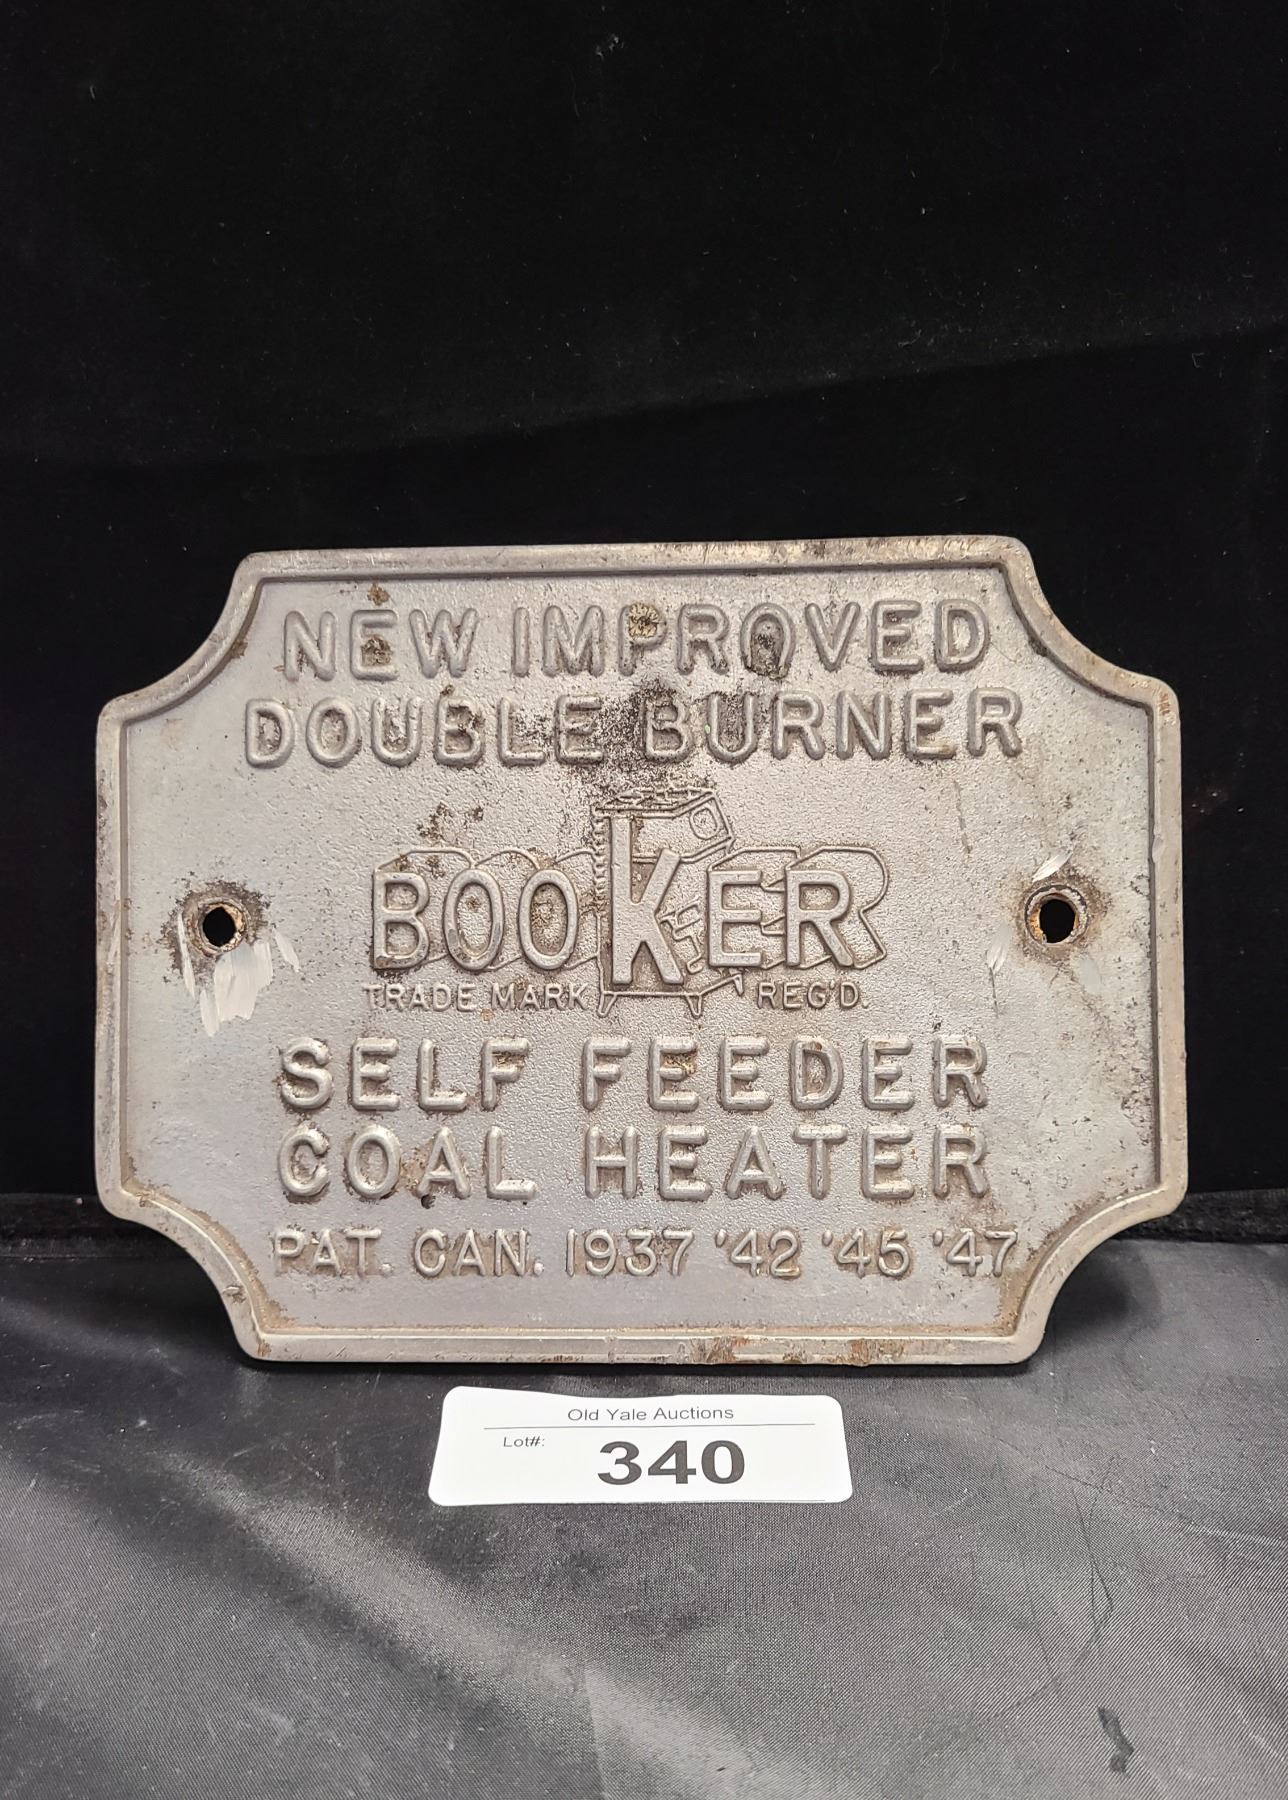 NEW IMPROVED
DOUBLE BURNER
BOOKER
TRADE MARK REG'D.
SELF FEEDER
COAL HEATER
PAT. CAN. 1937 '42 '45 '47
Old Yale Auctions
Lot#: 340